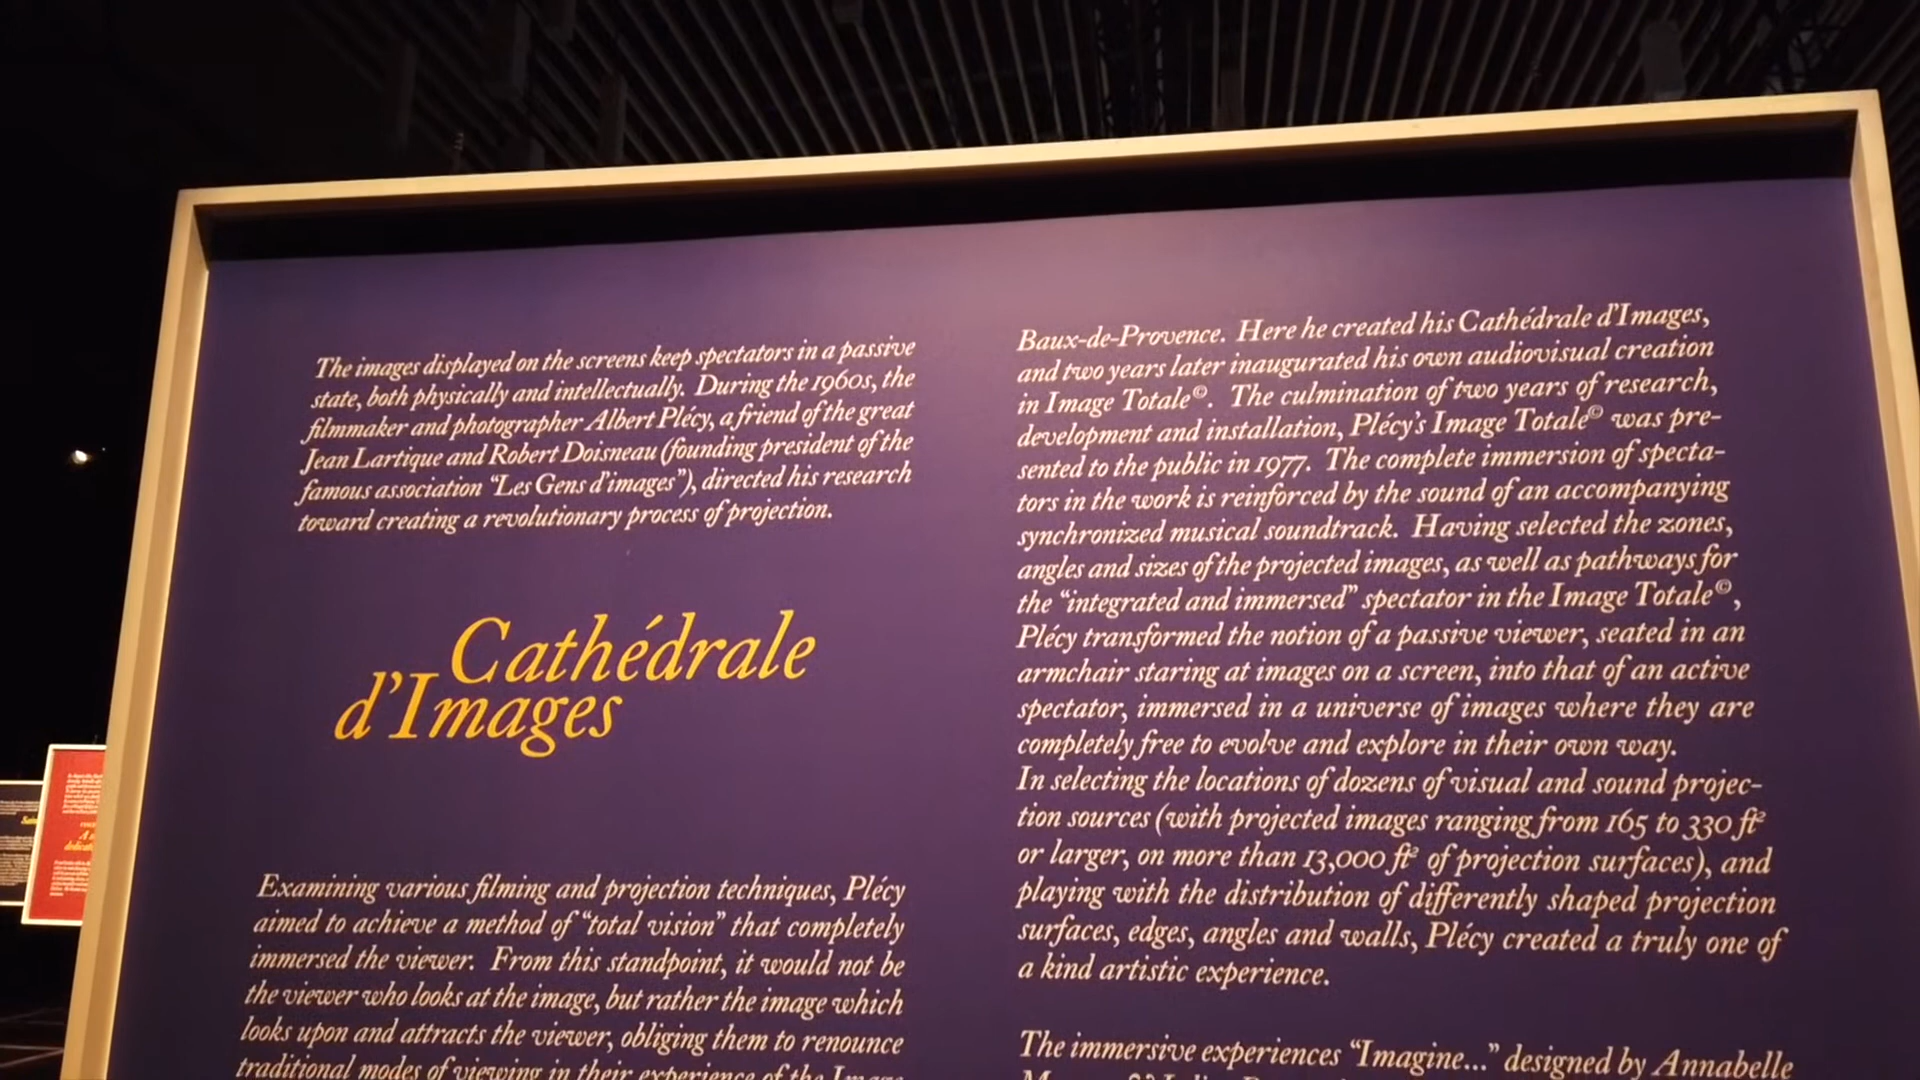 The images displayed on the screens keep spectators in a passive
state, both physically and intellectually. During the 1960s, the
filmmaker and photographer Albert Plécy, a friend of the great
Jean Lartique and Robert Doisneau (founding president of the
famous association “Les Gens d’images”), directed his research
toward creating a revolutionary process of projection.
Cathédrale
d’Images
Examining various filming and projection techniques, Plécy
aimed to achieve a method of “total vision” that completely
immersed the viewer. From this standpoint, it would not be
the viewer who looks at the image, but rather the image which
looks upon and attracts the viewer, obliging them to renounce
traditional modes of viewing in their experience of the Image
Baux-de-Provence. Here he created his Cathédrale d’Images,
and two years later inaugurated his own audiovisual creation
in Image Totale©. The culmination of two years of research,
development and installation, Plécy’s Image Totale© was pre-
sented to the public in 1977. The complete immersion of specta-
tors in the work is reinforced by the sound of an accompanying
synchronized musical soundtrack. Having selected the zones,
angles and sizes of the projected images, as well as pathways for
the “integrated and immersed” spectator in the Image Totale©,
Plécy transformed the notion of a passive viewer, seated in an
armchair staring at images on a screen, into that of an active
spectator, immersed in a universe of images where they are
completely free to evolve and explore in their own way.
In selecting the locations of dozens of visual and sound projec-
tion sources (with projected images ranging from 165 to 330 ft²
or larger, on more than 13,000 ft² of projection surfaces), and
playing with the distribution of differently shaped projection
surfaces, edges, angles and walls, Plécy created a truly one of
a kind artistic experience.
The immersive experiences “Imagine...” designed by Annabelle